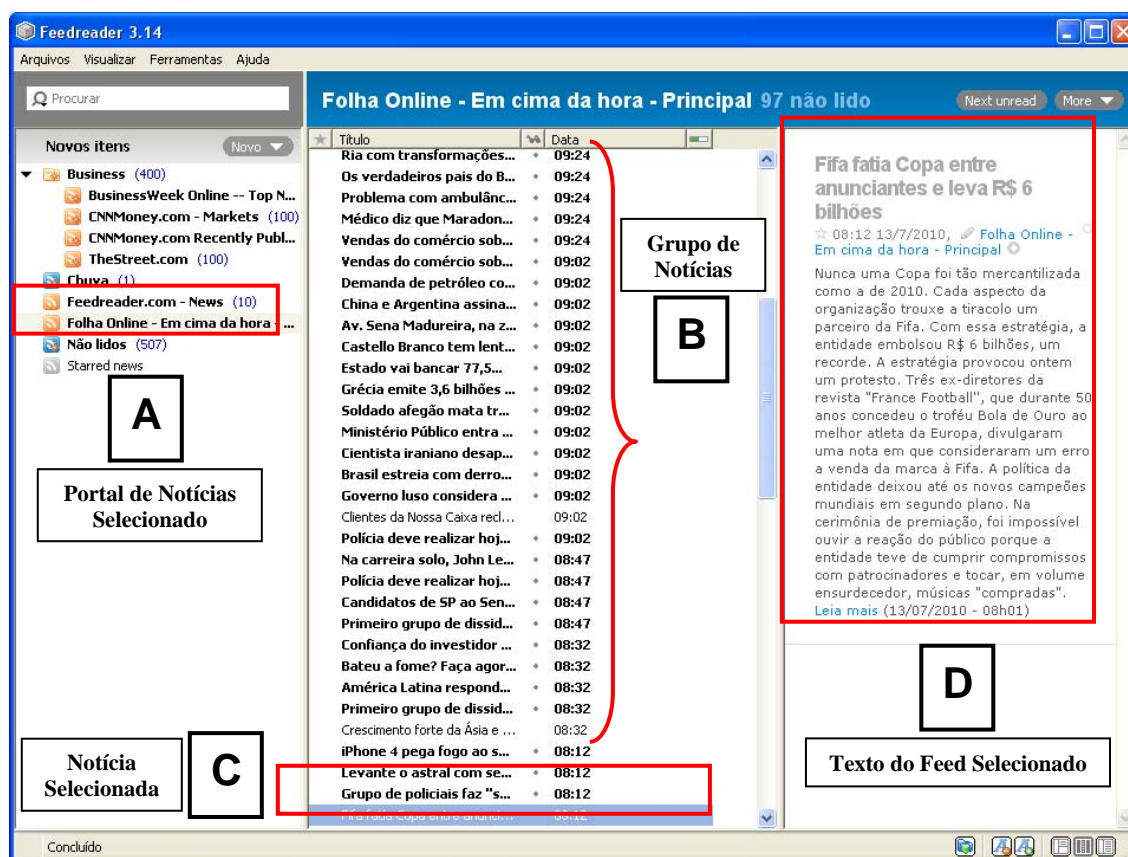 Feedreader 3.14
Arquivos Visualizar Ferramentas Ajuda
Procurar
Folha Online - Em cima da hora - Principal 97 não lido
Next unread
More
Novos itens
Novo
Business (400)
BusinessWeek Online -- Top N...
CNNMoney.com - Markets (100)
CNNMoney.com Recently Publ...
TheStreet.com (100)
Chuva (1)
Feedreader.com - News (10)
Folha Online - Em cima da hora - ...
Não lidos (507)
Starred news
A
Portal de Notícias
Selecionado
Notícia
Selecionada
C
Título Data
Ria com transformações... 09:24
Os verdadeiros pais do B... 09:24
Problema com ambulânc... 09:24
Médico diz que Maradon... 09:24
Vendas do comércio sob... 09:24
Vendas do comércio sob... 09:02
Demanda de petróleo co... 09:02
China e Argentina assina... 09:02
Av. Sena Madureira, na z... 09:02
Castello Branco tem lent... 09:02
Estado vai bancar 77,5... 09:02
Grécia emite 3,6 bilhões ... 09:02
Soldado afegão mata tr... 09:02
Ministério Público entra ... 09:02
Cientista iraniano desap... 09:02
Brasil estreia com derro... 09:02
Governo luso considera ... 09:02
Clientes da Nossa Caixa recl... 09:02
Polícia deve realizar hoj... 09:02
Na carreira solo, John Le... 08:47
Polícia deve realizar hoj... 08:47
Candidatos de SP ao Sen... 08:47
Primeiro grupo de dissid... 08:47
Confiança do investidor ... 08:32
Bateu a fome? Faça agor... 08:32
América Latina respond... 08:32
Primeiro grupo de dissid... 08:32
Crescimento forte da Ásia e ... 08:32
iPhone 4 pega fogo ao s... 08:12
Levante o astral com se... 08:12
Grupo de policiais faz "s... 08:12
Fifa fatia Copa entre anunci... 08:12
Grupo de
Notícias
B
Fifa fatia Copa entre
anunciantes e leva R$ 6
bilhões
08:12 13/7/2010, Folha Online -
Em cima da hora - Principal
Nunca uma Copa foi tão mercantilizada
como a de 2010. Cada aspecto da
organização trouxe a tiracolo um
parceiro da Fifa. Com essa estratégia, a
entidade embolsou R$ 6 bilhões, um
recorde. A estratégia provocou ontem
um protesto. Três ex-diretores da
revista "France Football", que durante 50
anos concedeu o troféu Bola de Ouro ao
melhor atleta da Europa, divulgaram
uma nota em que consideraram um erro
a venda da marca à Fifa. A política da
entidade deixou até os novos campeões
mundiais em segundo plano. Na
cerimônia de premiação, foi impossível
ouvir a reação do público porque a
entidade teve de cumprir compromissos
com patrocinadores e tocar, em volume
ensurdecedor, músicas "compradas".
Leia mais (13/07/2010 - 08h01)
D
Texto do Feed Selecionado
Concluído